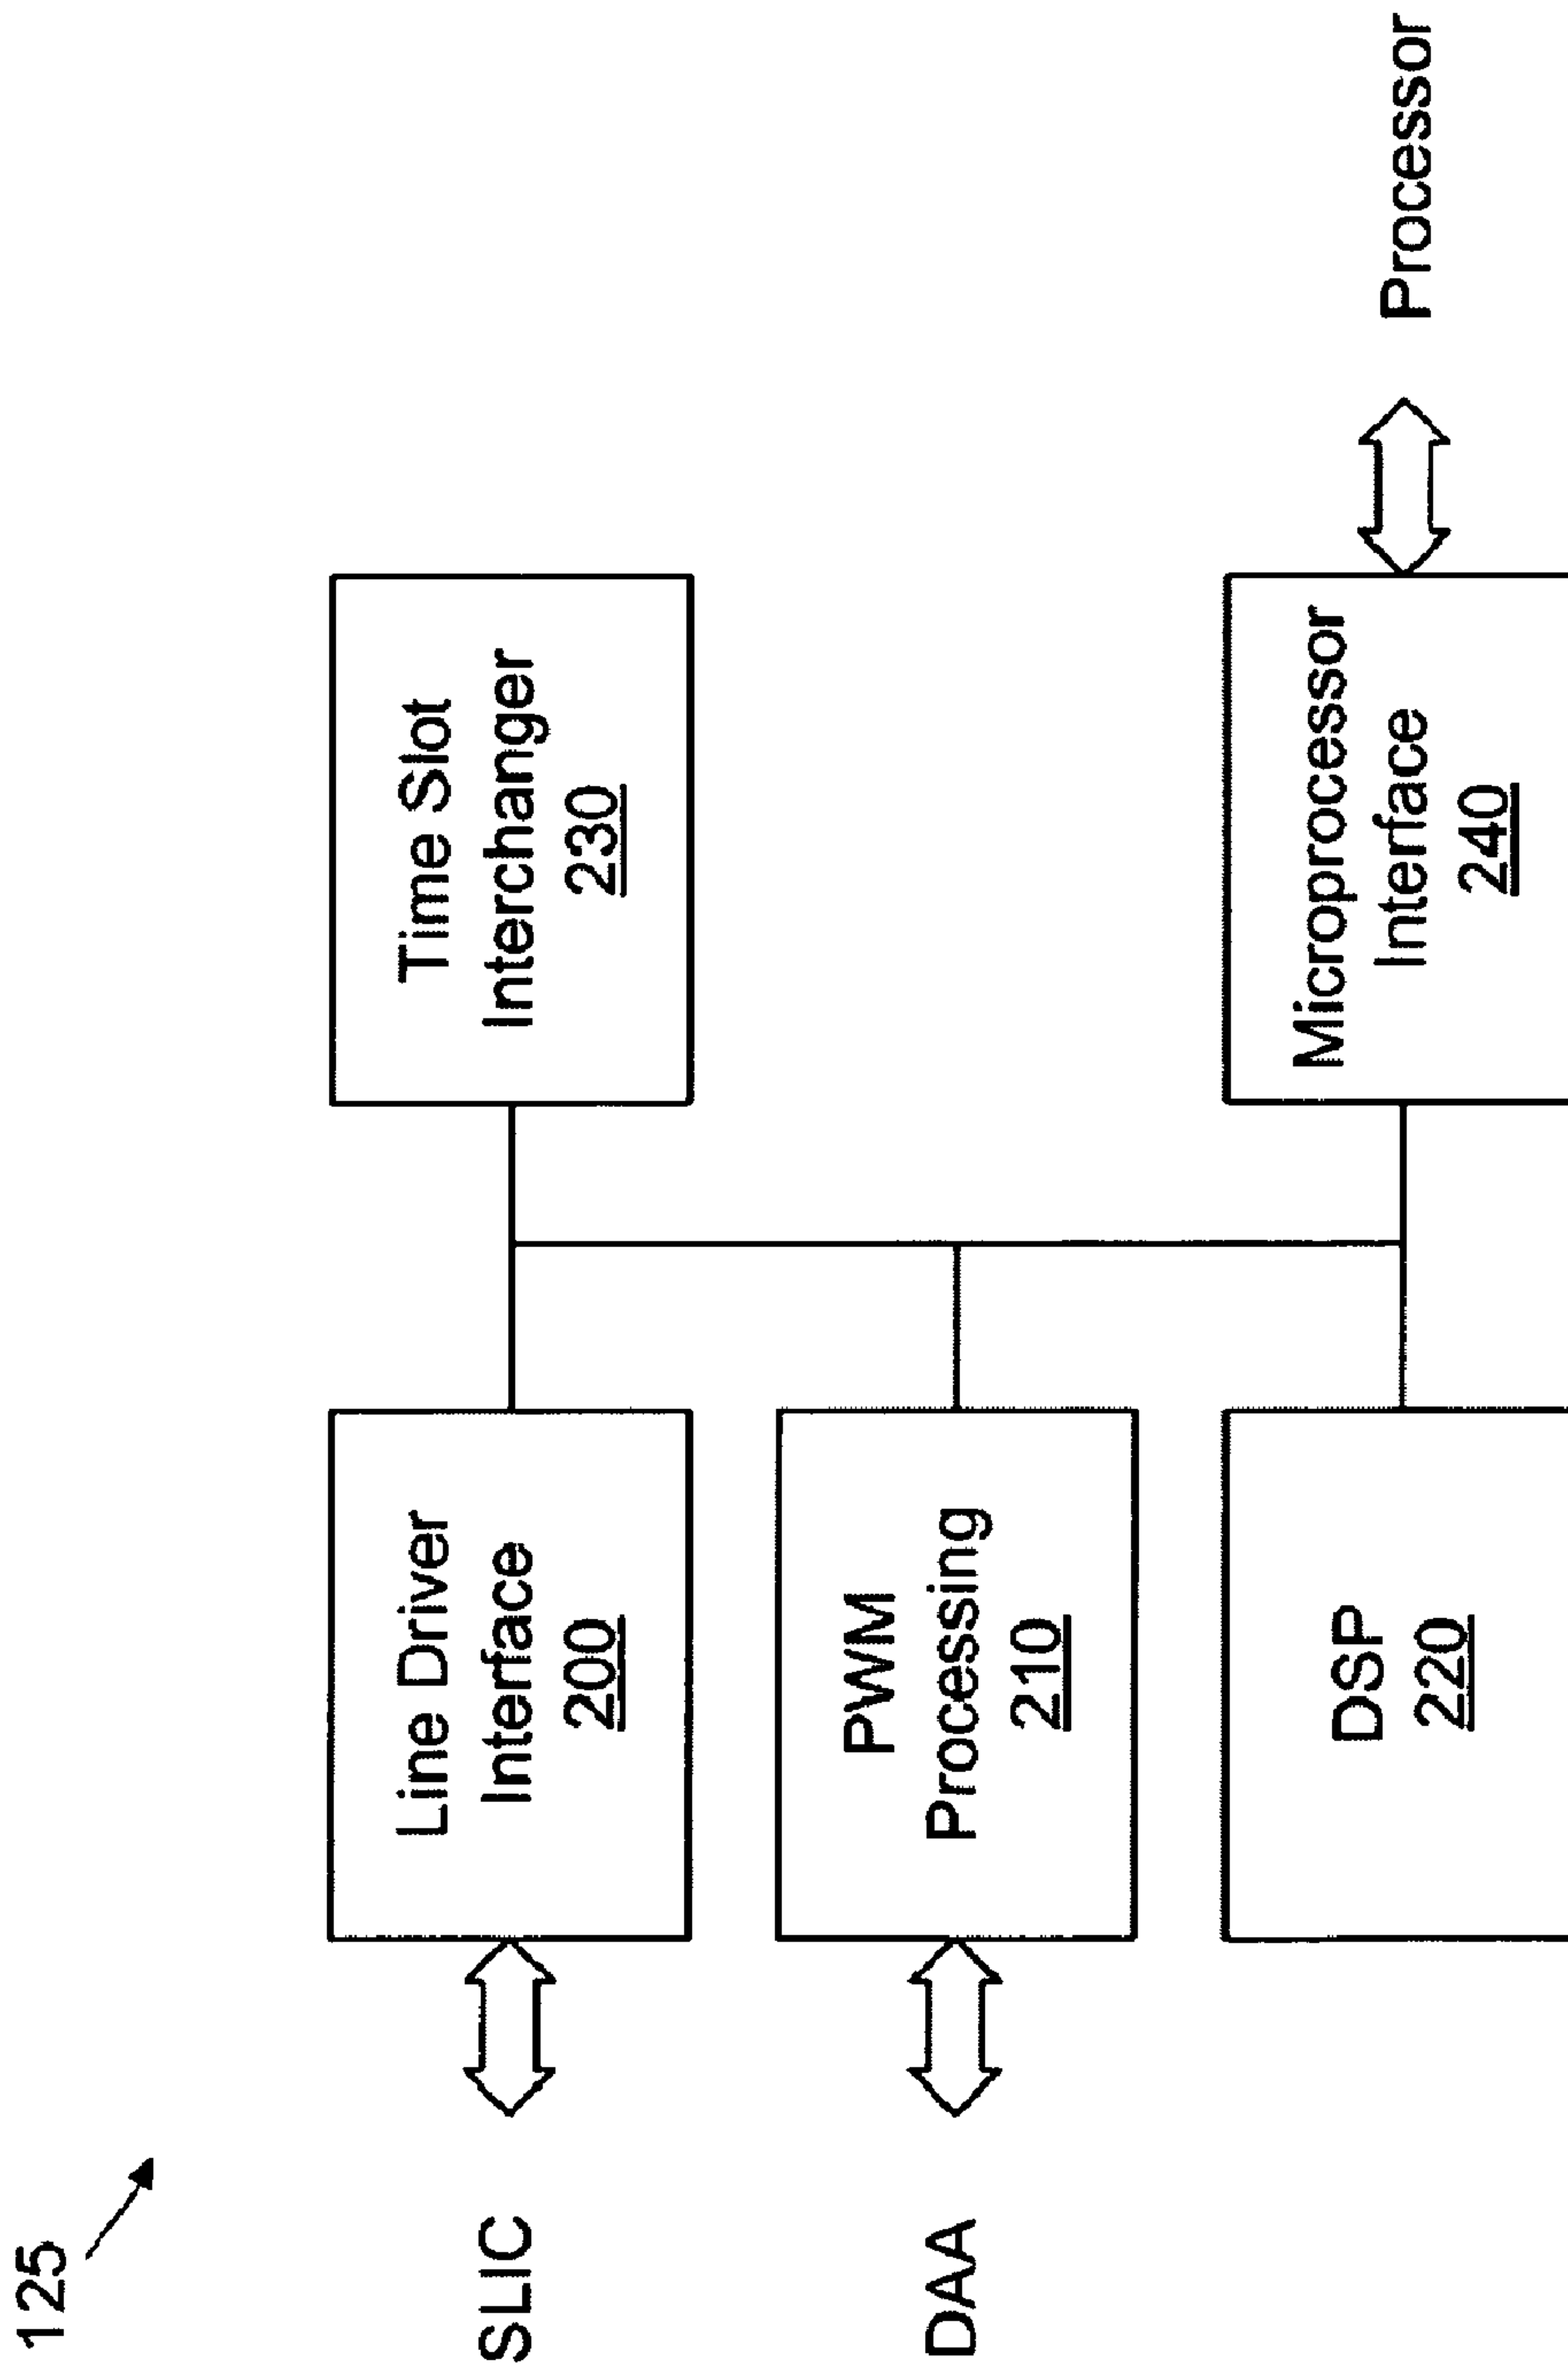 125
SLIC
Line Driver
Interface
200
Time Slot
Interchanger
230
DAA
PWM
Processing
210
DSP
220
Microprocessor
Interface
240
Processor